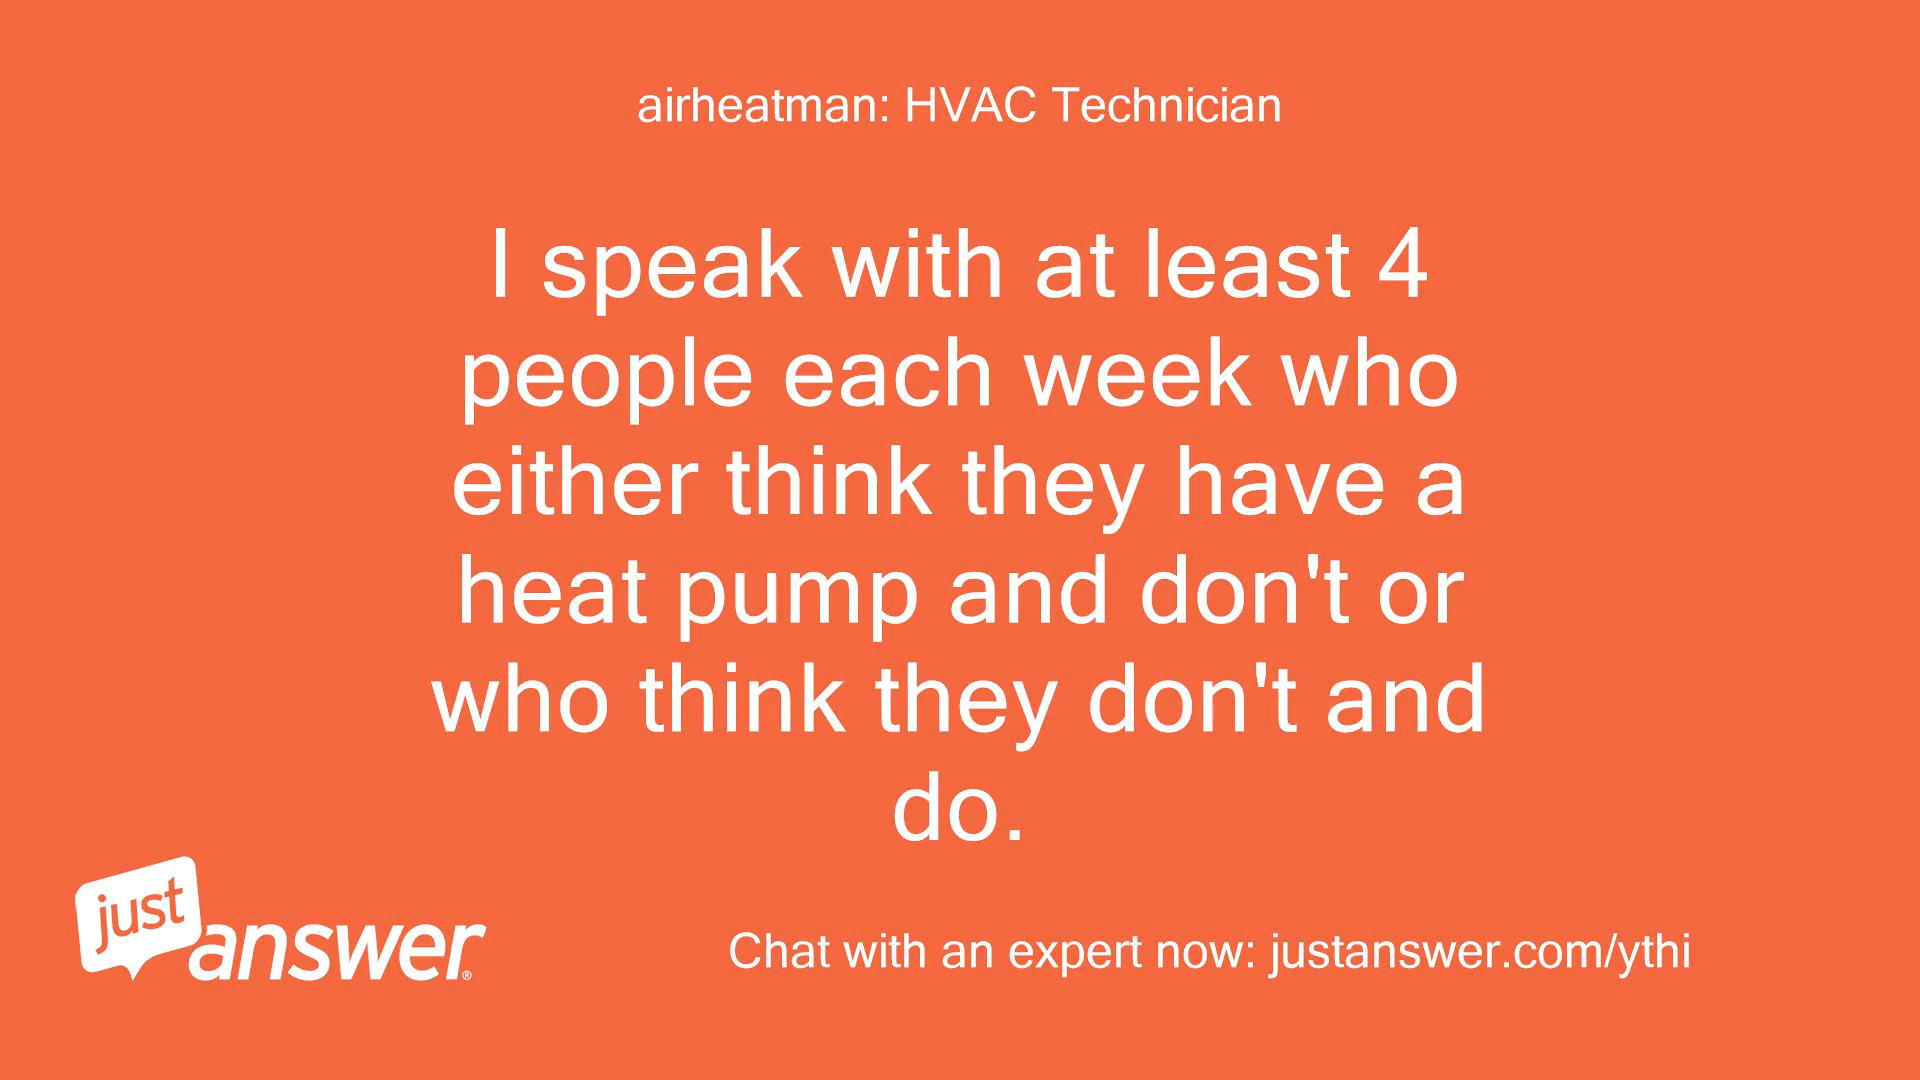 airheatman: HVAC Technician
I speak with at least 4
people each week who
either think they have a
heat pump and don't or
who think they don't and
do.
just
answer®
Chat with an expert now: justanswer.com/ythi